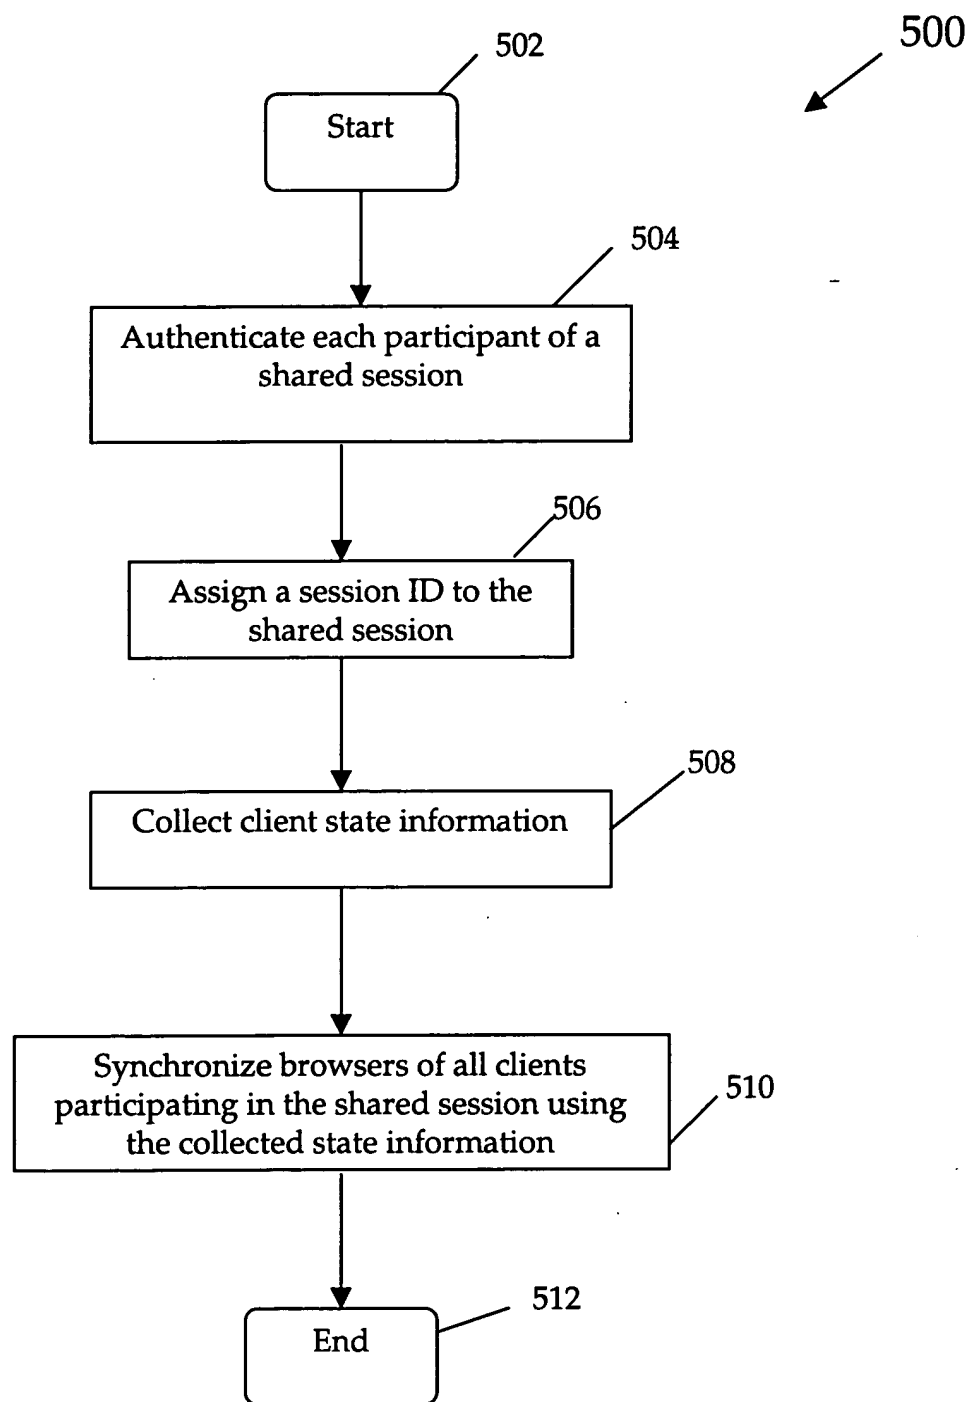 500
502
Start
504
Authenticate each participant of a
shared session
506
Assign a session ID to the
shared session
508
Collect client state information
Synchronize browsers of all clients
participating in the shared session using
the collected state information
510
512
End